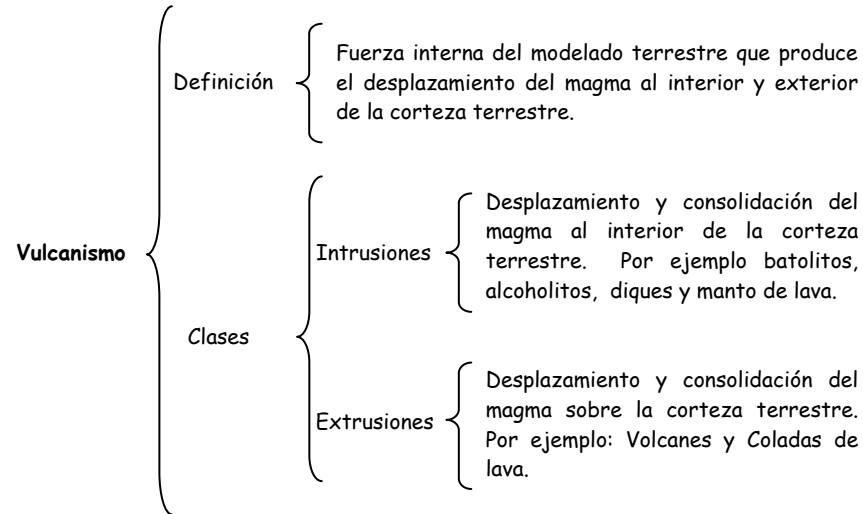 Vulcanismo
Definición
Fuerza interna del modelado terrestre que produce
el desplazamiento del magma al interior y exterior
de la corteza terrestre.
Clases
Intrusiones
Desplazamiento y consolidación del
magma al interior de la corteza
terrestre. Por ejemplo batolitos,
alcoholitos, diques y manto de lava.
Extrusiones
Desplazamiento y consolidación del
magma sobre la corteza terrestre.
Por ejemplo: Volcanes y Coladas de
lava.